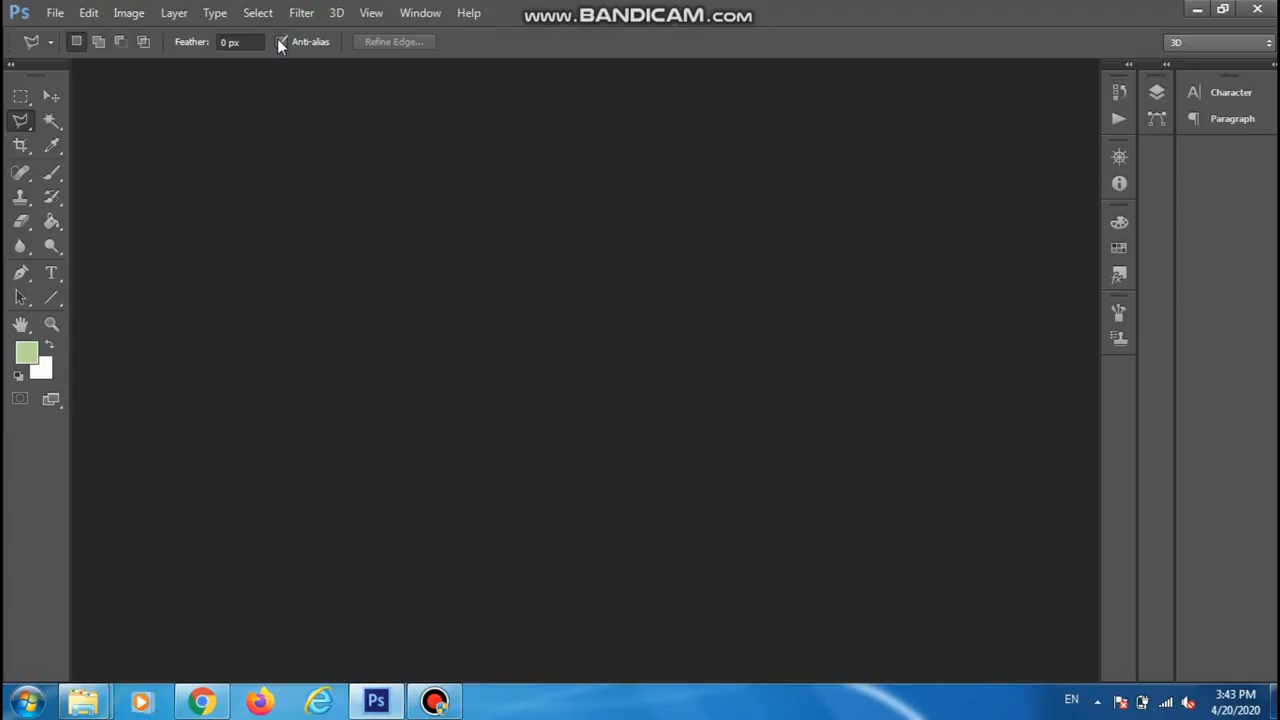 Ps File Edit Image Layer Type Select Filter 3D View Window Help
www.BANDICAM.com
Feather: 0 px Anti-alias Refine Edge... 3D
Character
Paragraph
T
Ps EN 3:43 PM
4/20/2020